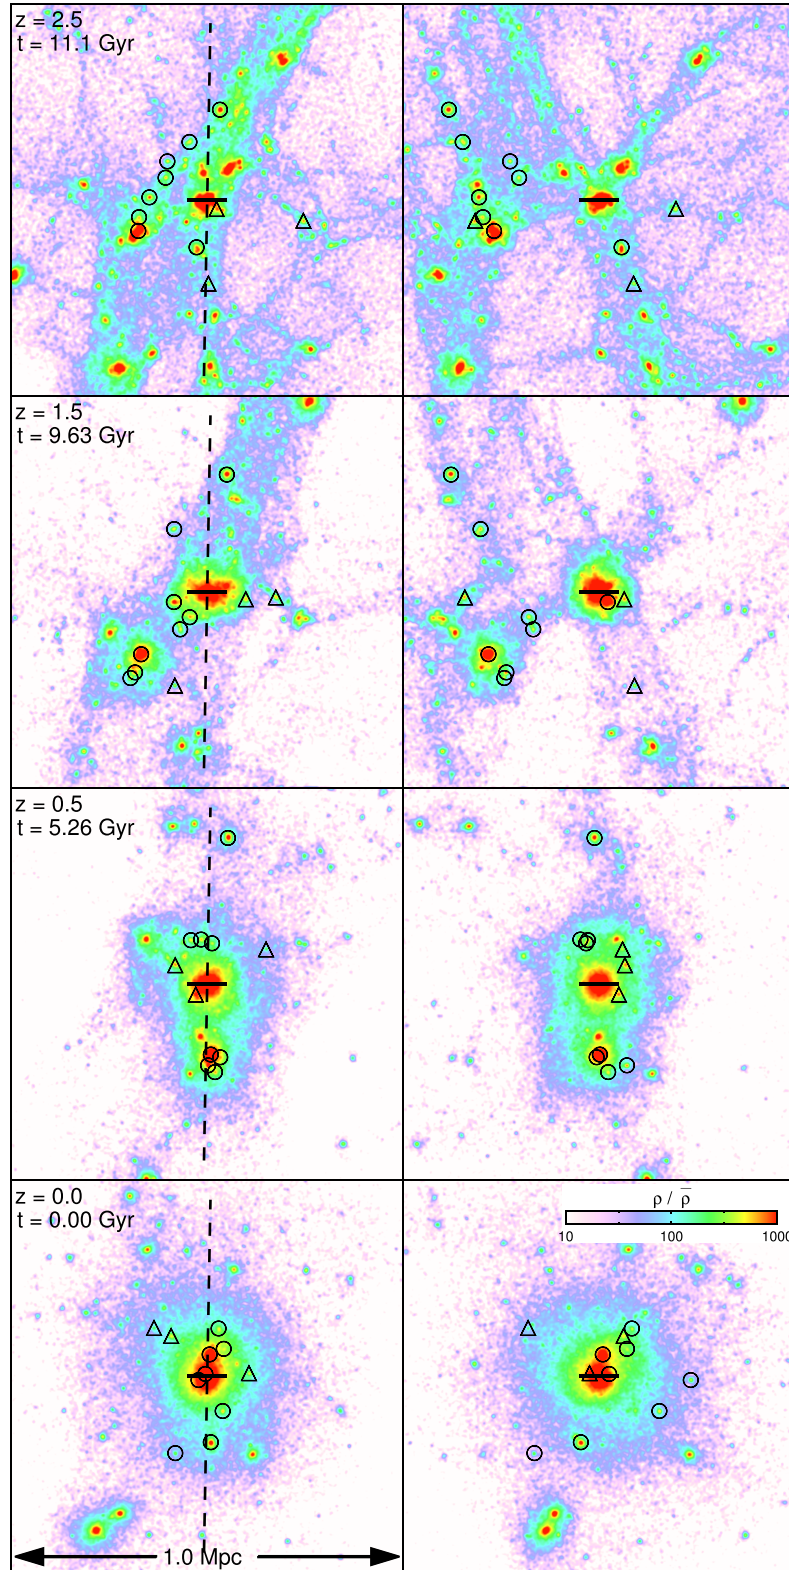 z = 2.5
t = 11.1 Gyr
z = 1.5
t = 9.63 Gyr
z = 0.5
t = 5.26 Gyr
z = 0.0
t = 0.00 Gyr
ρ / ρ̅
10 100 1000
1.0 Mpc